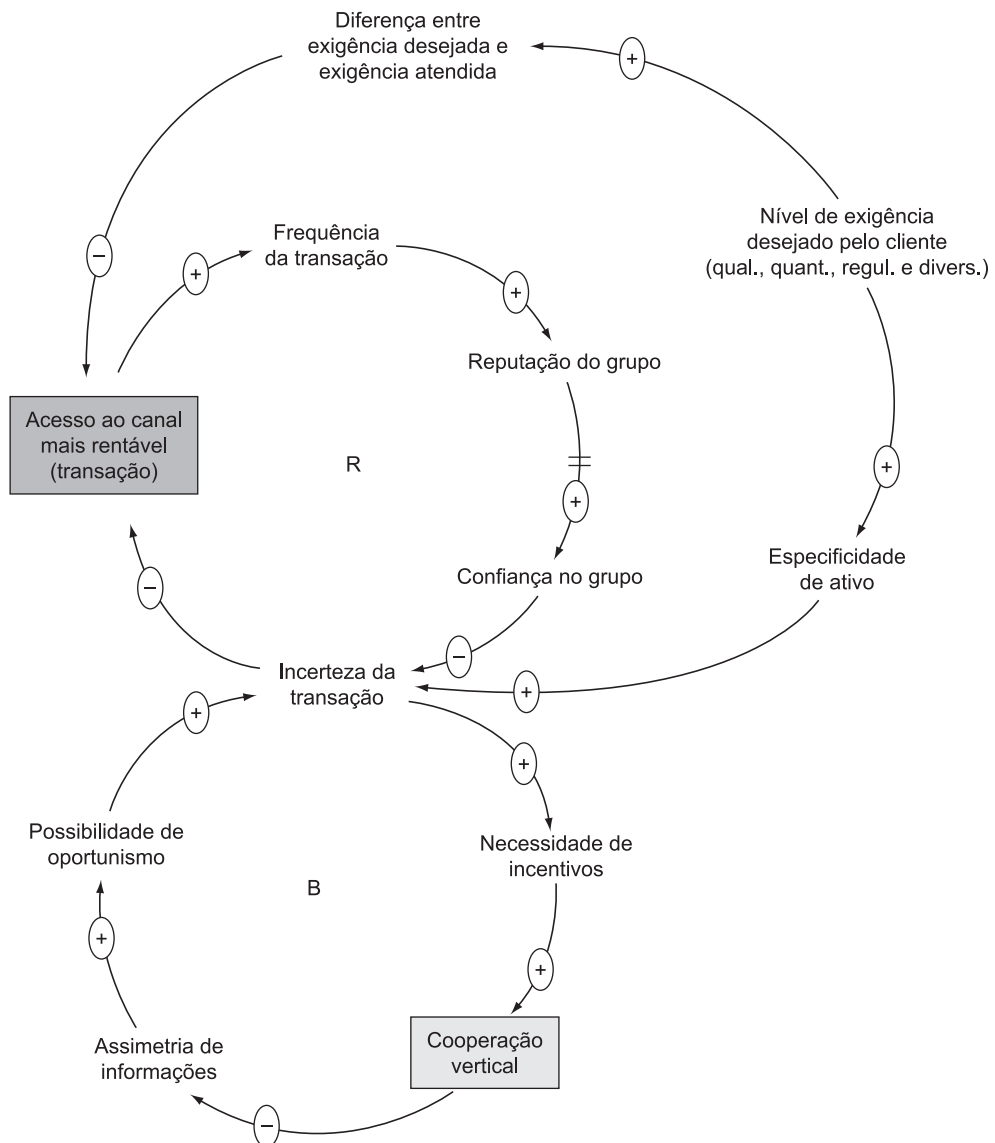 Diferença entre
exigência desejada e
exigência atendida
+
−
Nível de exigência
desejado pelo cliente
(qual., quant., regul. e divers.)
Frequência
da transação
+
+
Reputação do grupo
Acesso ao canal
mais rentável
(transação)
R
+
+
Confiança no grupo
Especificidade
de ativo
−
−
Incerteza da
transação
+
+
+
Possibilidade de
oportunismo
Necessidade de
incentivos
B
+
+
Assimetria de
informações
Cooperação
vertical
−